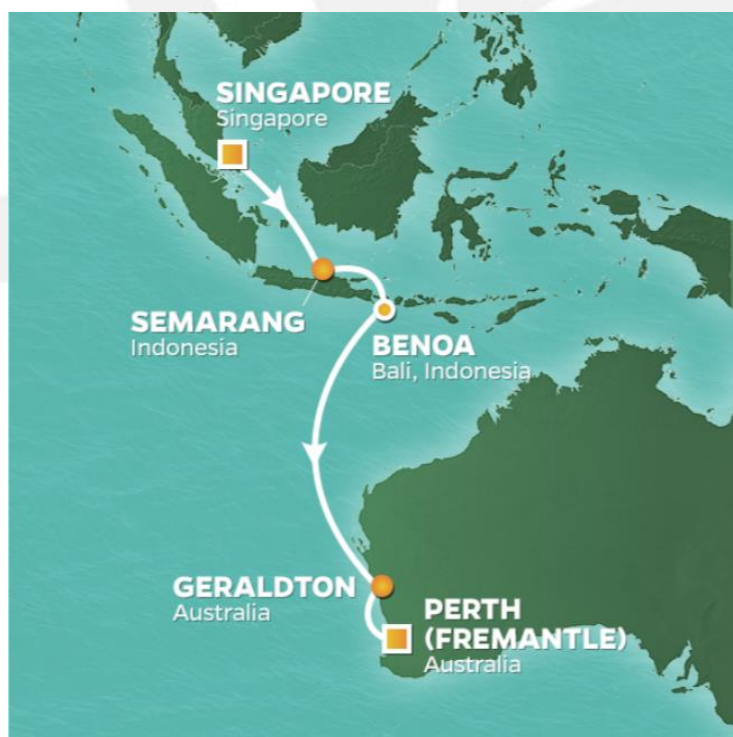 SINGAPORE
Singapore
SEMARANG
Indonesia
BENOA
Bali, Indonesia
GERALDTON
Australia
PERTH
(FREMANTLE)
Australia